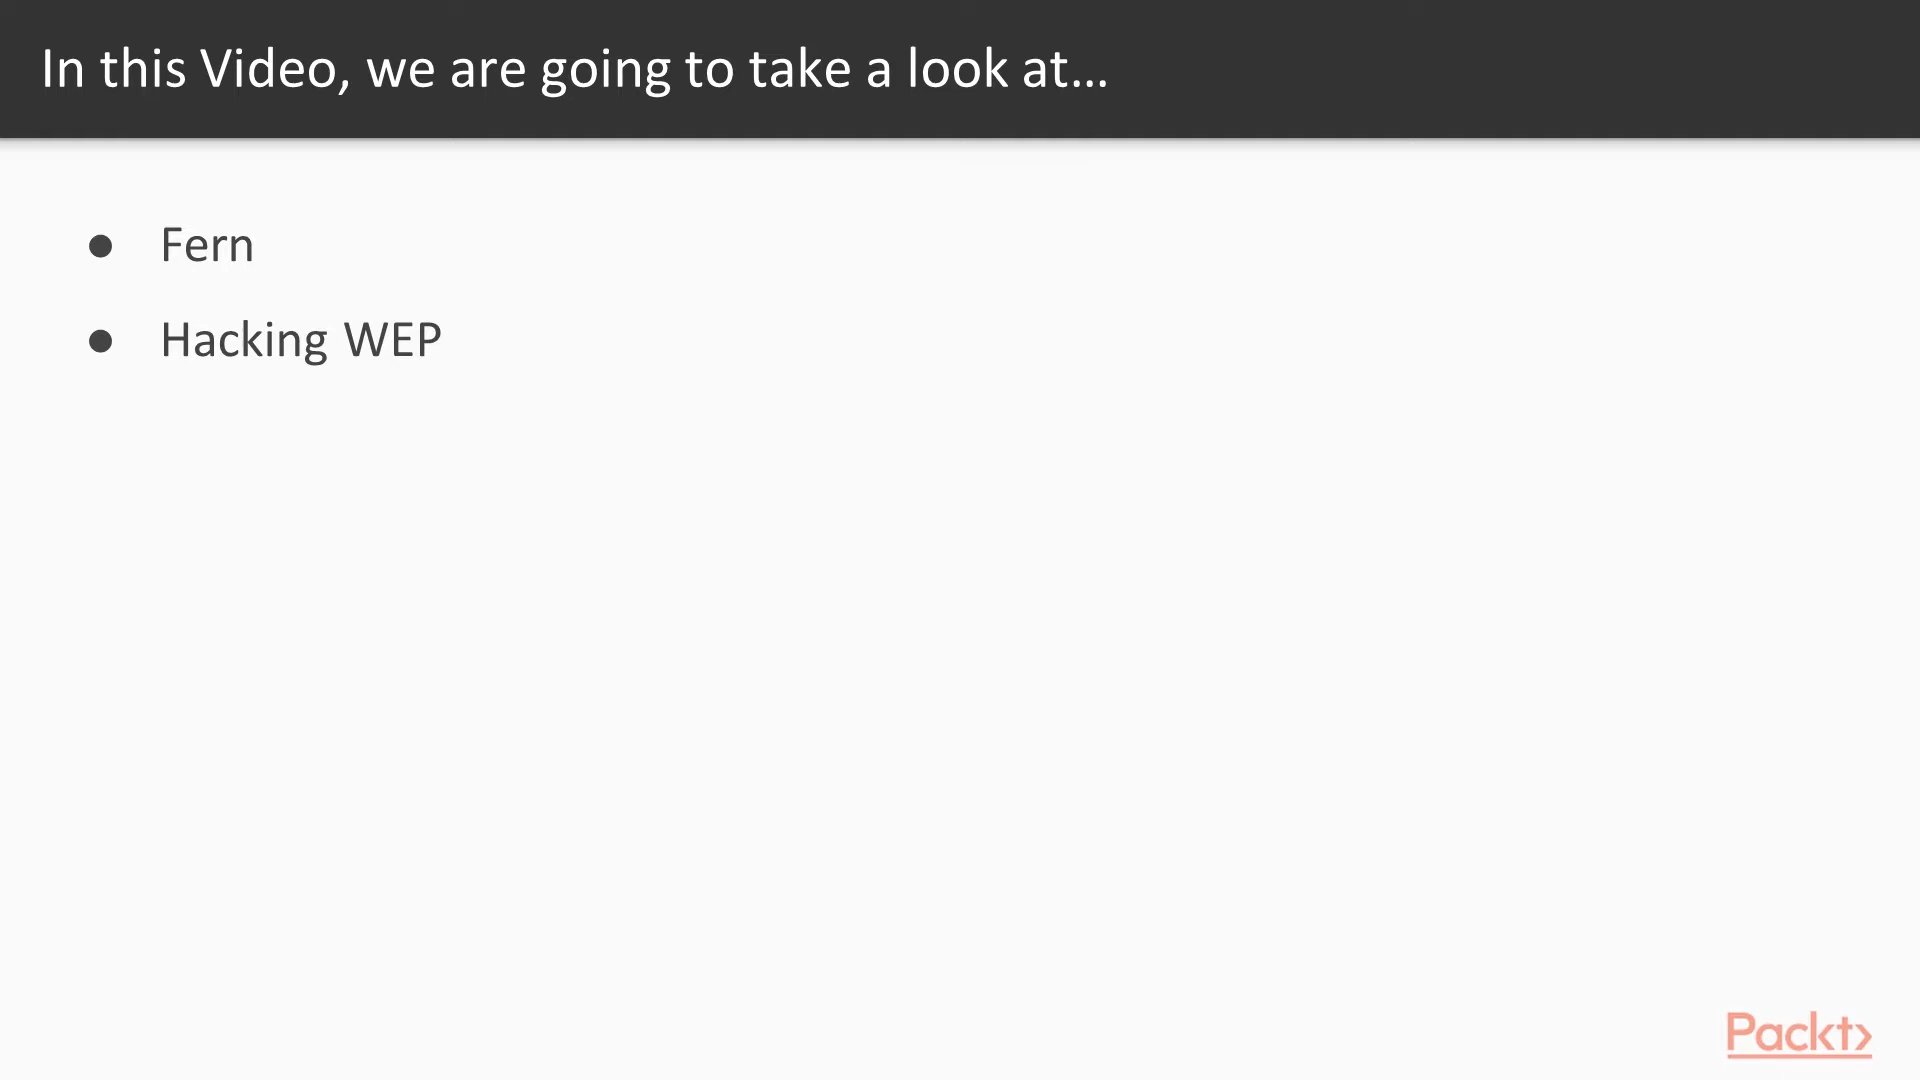 In this Video, we are going to take a look at...
● Fern
● Hacking WEP
Packt>